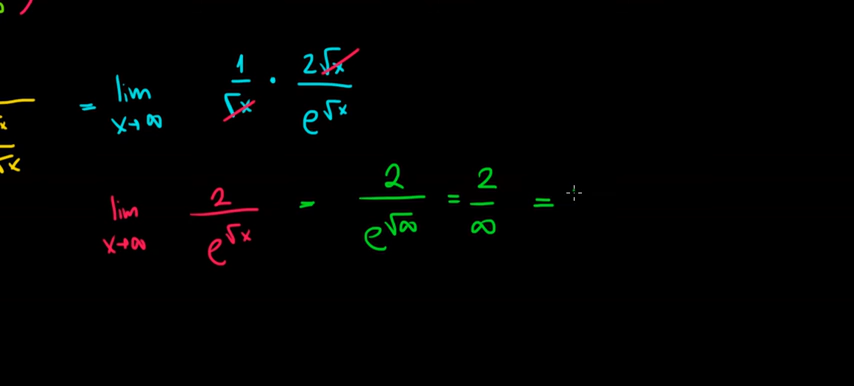 = lim x→∞ 1/√x · 2√x/e^√x
lim x→∞ 2/e^√x = 2/e^√∞ = 2/∞ =